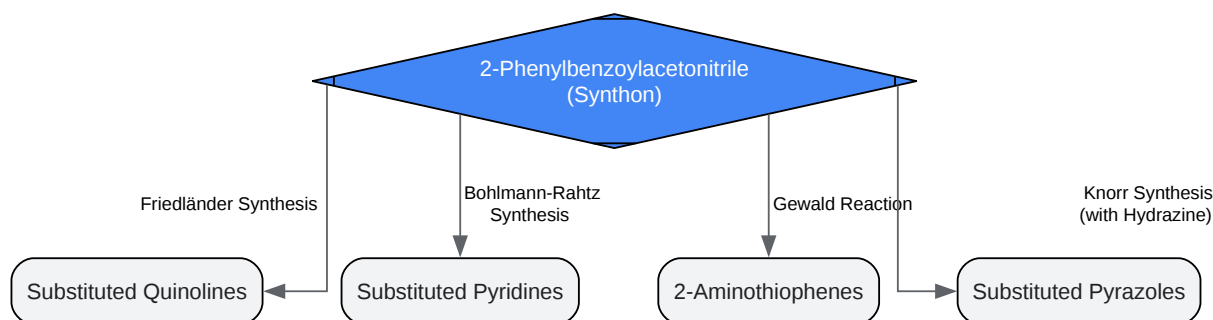 2-Phenylbenzoylacetonitrile
(Synthon)
Friedländer Synthesis
Bohlmann-Rahtz
Synthesis
Gewald Reaction
Knorr Synthesis
(with Hydrazine)
Substituted Quinolines
Substituted Pyridines
2-Aminothiophenes
Substituted Pyrazoles